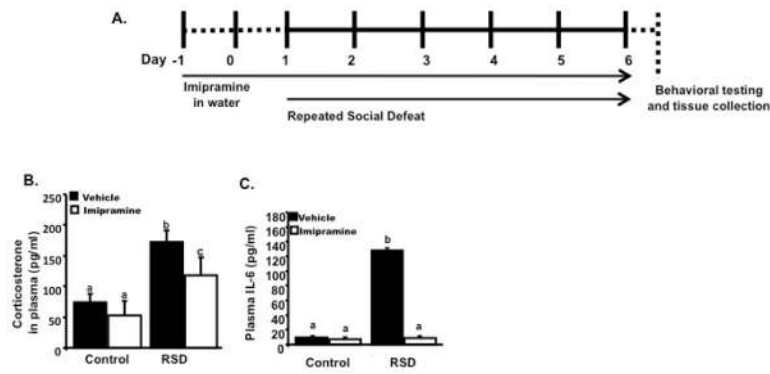 A.
Day -1 0 1 2 3 4 5 6
Imipramine
in water
Repeated Social Defeat
Behavioral testing
and tissue collection
B.
Vehicle
Imipramine
Corticosterone
in plasma (pg/ml)
250
200
150
100
50
0
a
a
b
c
Control
RSD
C.
Vehicle
Imipramine
Plasma IL-6 (pg/ml)
180
160
140
120
100
80
60
40
20
0
a
a
b
a
Control
RSD